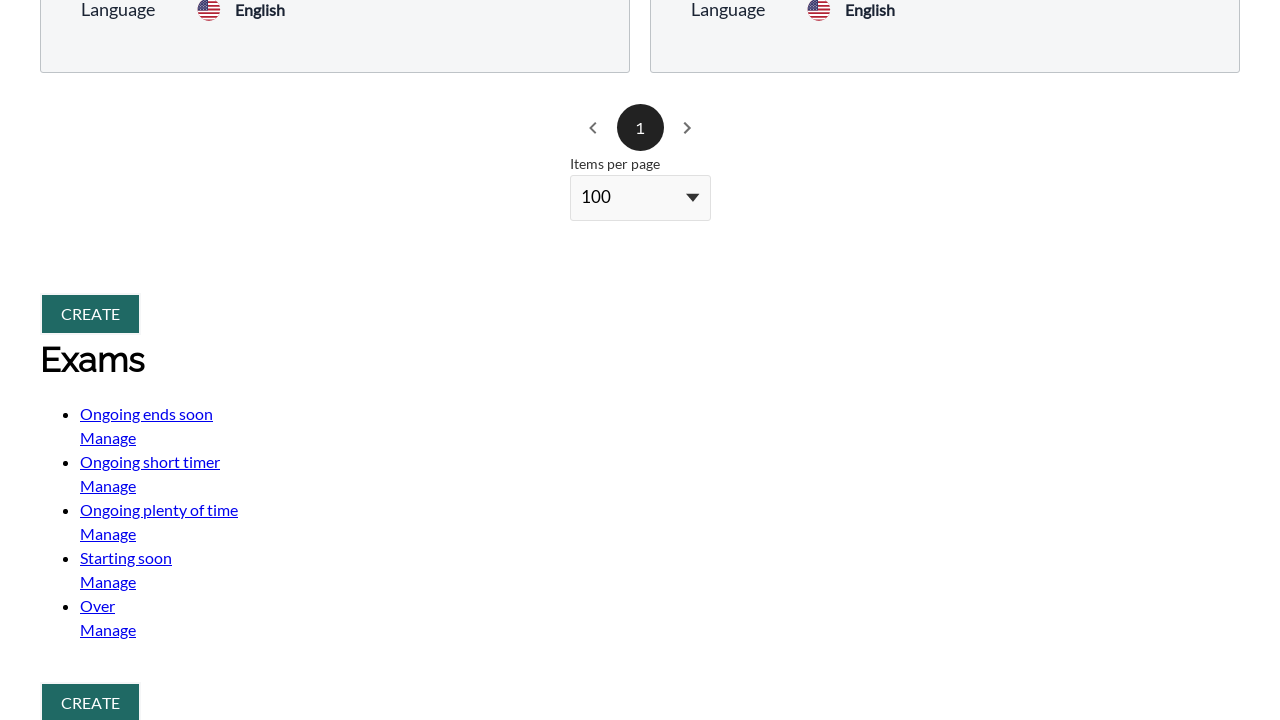 Language English
Language English
1
Items per page
100
CREATE
Exams
Ongoing ends soon
Manage
Ongoing short timer
Manage
Ongoing plenty of time
Manage
Starting soon
Manage
Over
Manage
CREATE